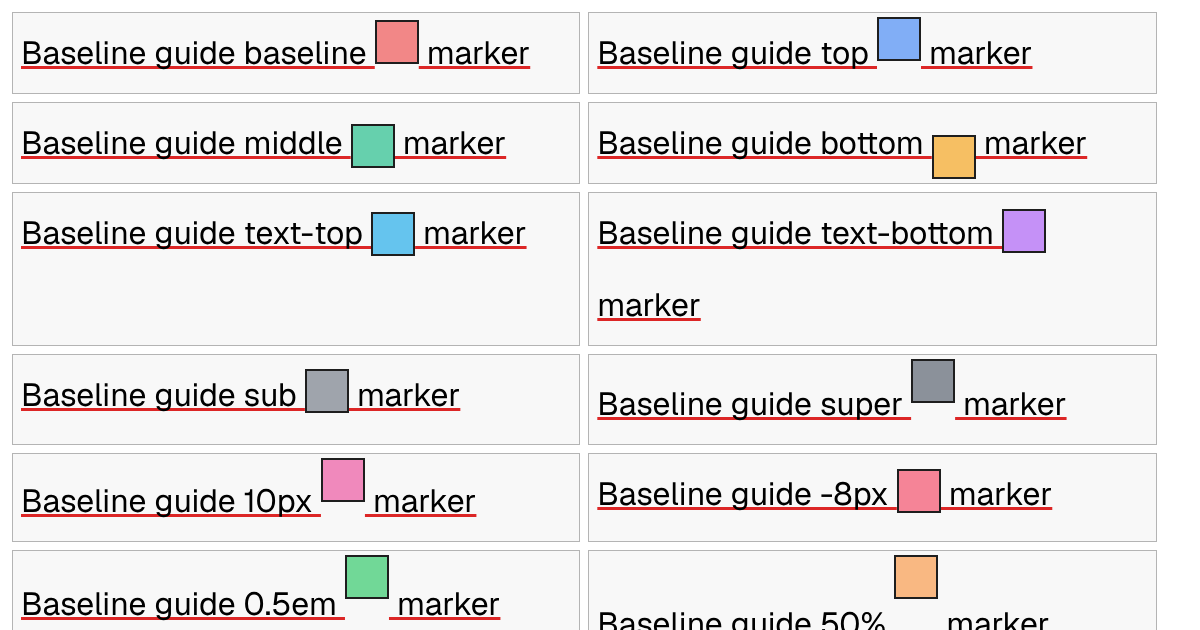 Baseline guide baseline marker
Baseline guide top marker
Baseline guide middle marker
Baseline guide bottom marker
Baseline guide text-top marker
Baseline guide text-bottom
marker
Baseline guide sub marker
Baseline guide super marker
Baseline guide 10px marker
Baseline guide -8px marker
Baseline guide 0.5em marker
Baseline guide 50% marker